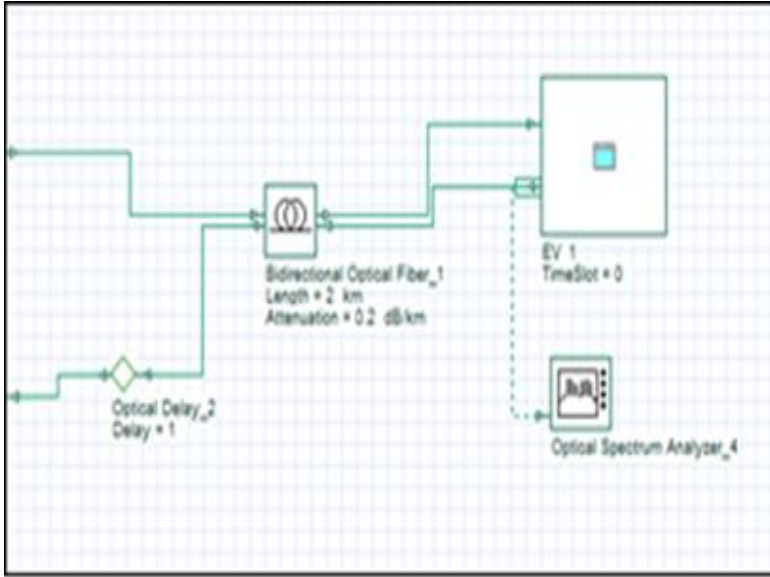 EV 1
TimeSlot = 0
Bidirectional Optical Fiber_1
Length = 2 km
Attenuation = 0.2 dB/km
Optical Delay_2
Delay = 1
Optical Spectrum Analyzer_4